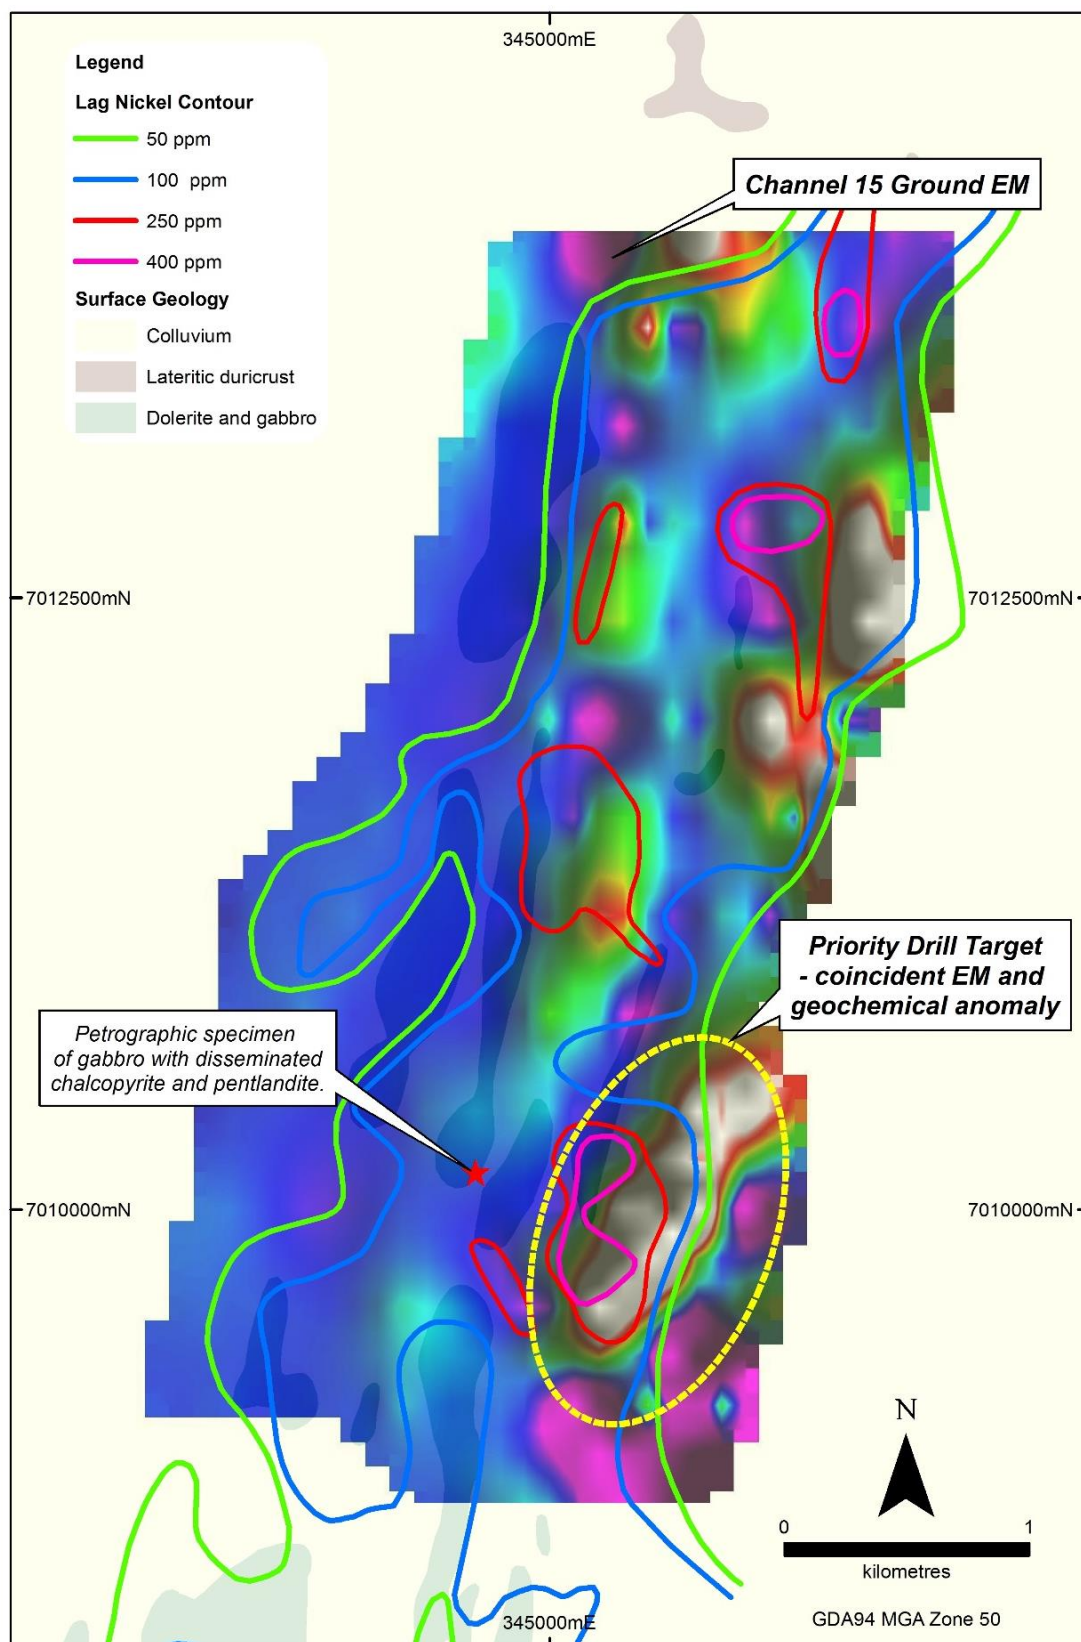 345000mE
Legend
Lag Nickel Contour
50 ppm
100 ppm
250 ppm
400 ppm
Surface Geology
Colluvium
Lateritic duricrust
Dolerite and gabbro
Channel 15 Ground EM
7012500mN
7012500mN
Priority Drill Target
- coincident EM and
geochemical anomaly
Petrographic specimen
of gabbro with disseminated
chalcopyrite and pentlandite.
7010000mN
7010000mN
N
0 1
kilometres
345000mE
GDA94 MGA Zone 50